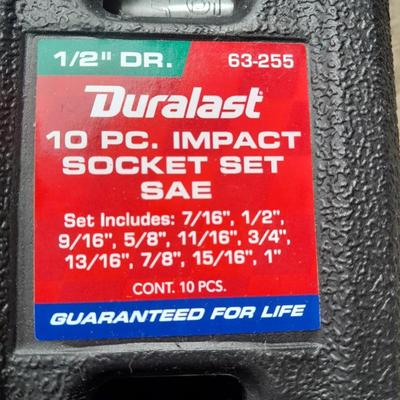 1/2" DR. 63-255
Duralast
10 PC. IMPACT
SOCKET SET
SAE
Set Includes: 7/16", 1/2",
9/16", 5/8", 11/16", 3/4",
13/16", 7/8", 15/16", 1"
CONT. 10 PCS.
GUARANTEED FOR LIFE